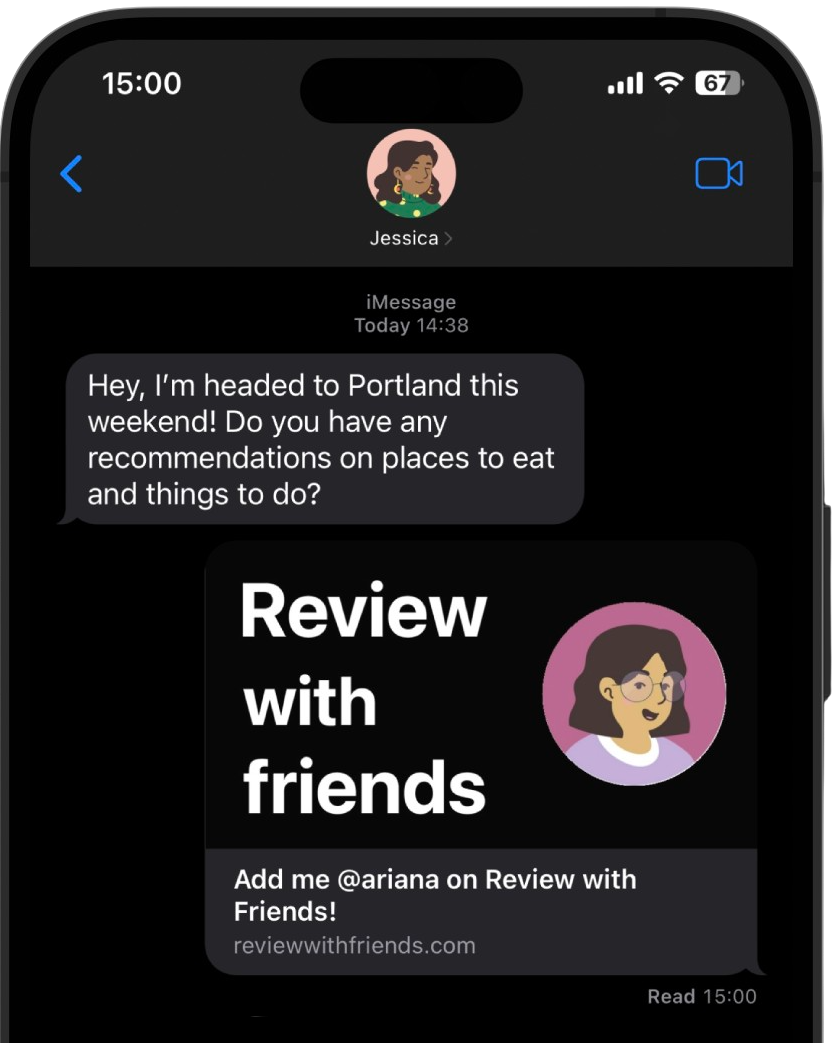 15:00
67
Jessica
iMessage
Today 14:38
Hey, I’m headed to Portland this
weekend! Do you have any
recommendations on places to eat
and things to do?
Review
with
friends
Add me @ariana on Review with
Friends!
reviewwithfriends.com
Read 15:00